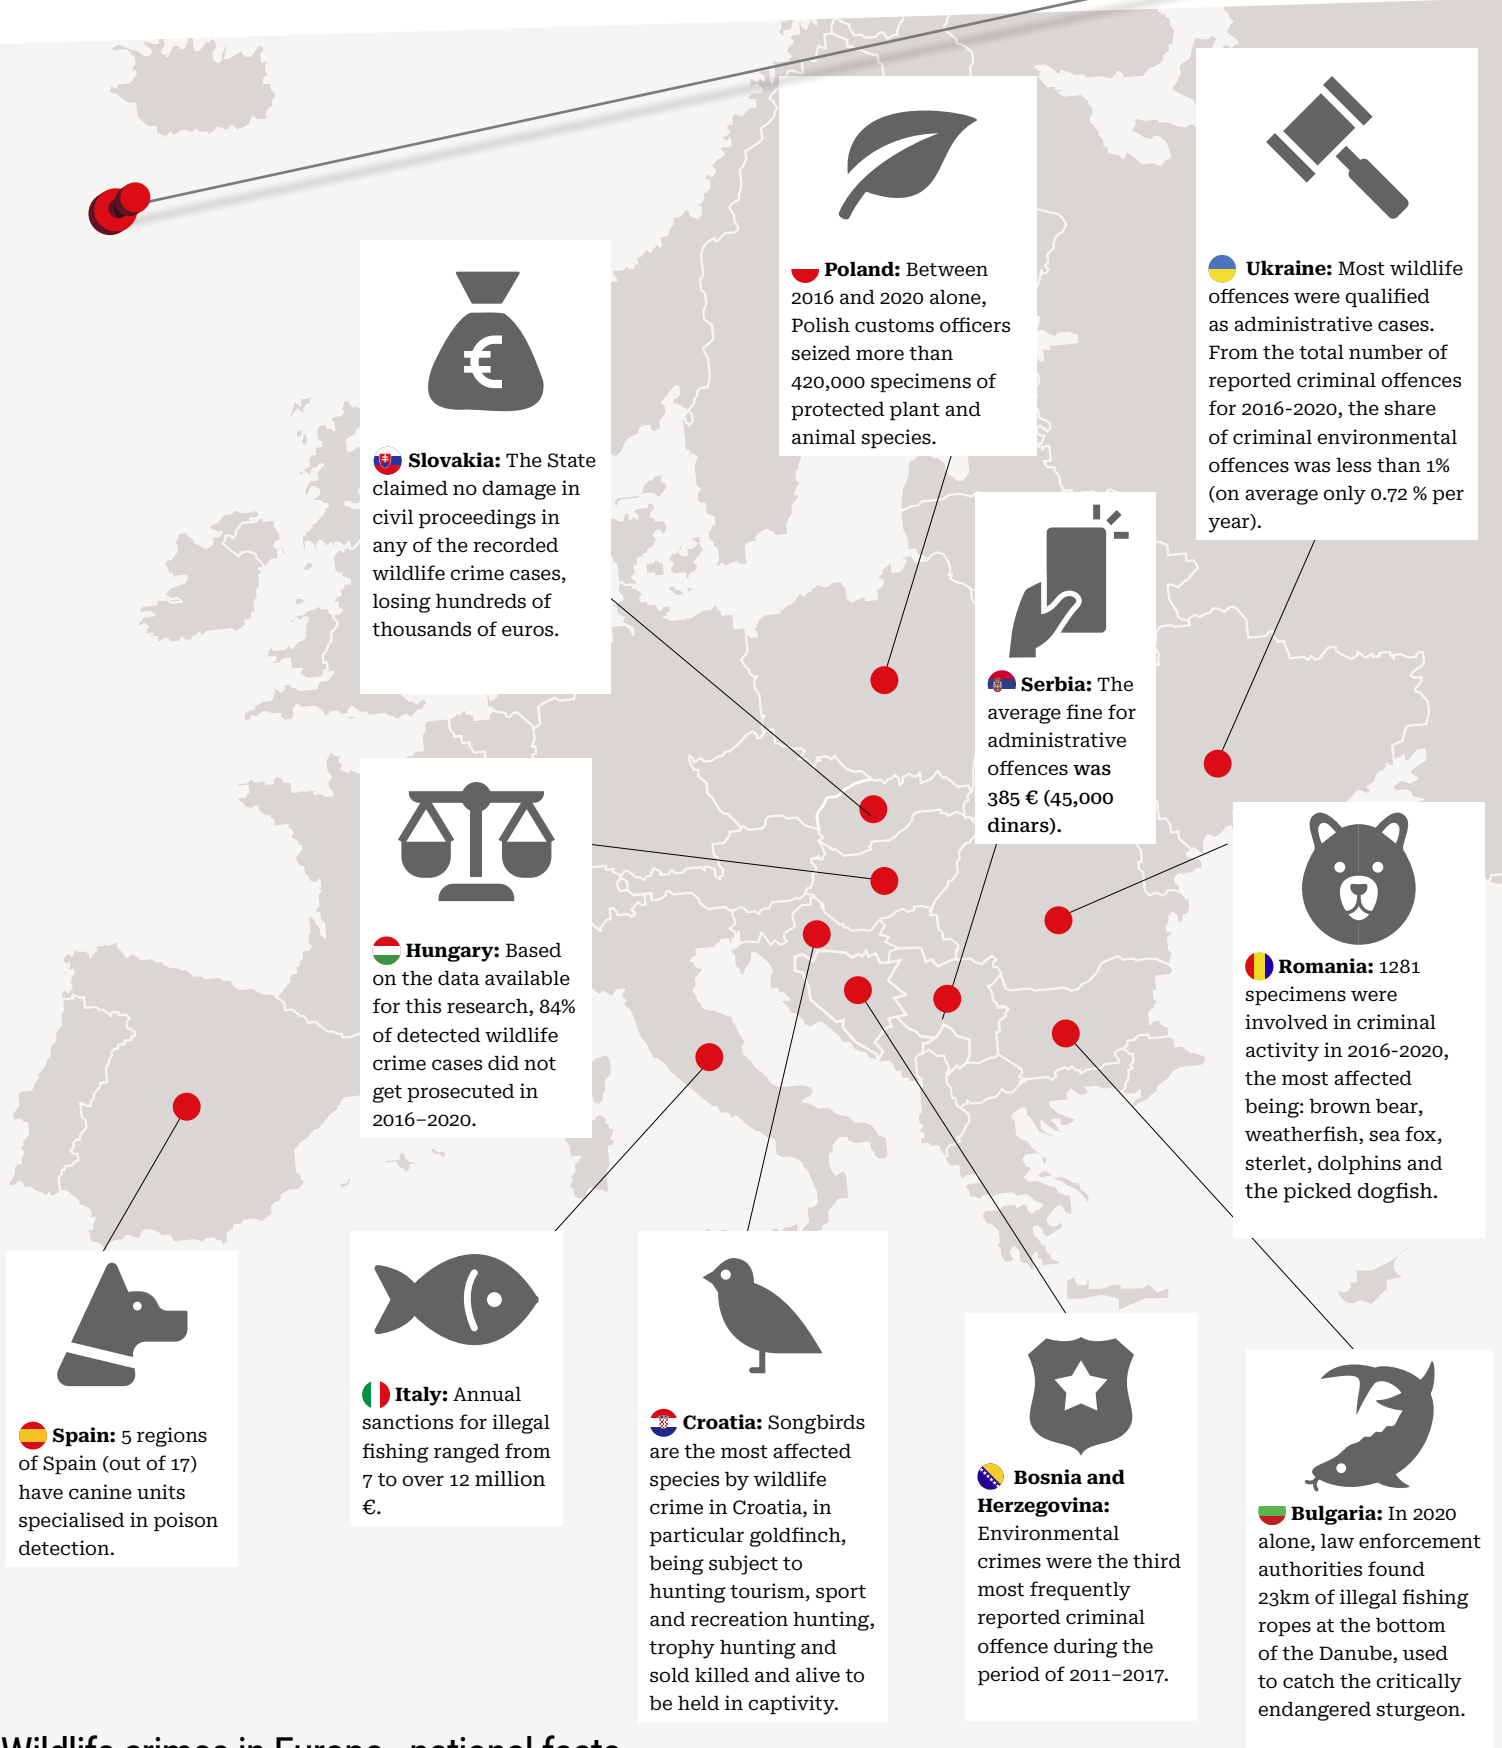 Poland: Between
2016 and 2020 alone,
Polish customs officers
seized more than
420,000 specimens of
protected plant and
animal species.
Ukraine: Most wildlife
offences were qualified
as administrative cases.
From the total number of
reported criminal offences
for 2016-2020, the share
of criminal environmental
offences was less than 1%
(on average only 0.72 % per
year).
€
Slovakia: The State
claimed no damage in
civil proceedings in
any of the recorded
wildlife crime cases,
losing hundreds of
thousands of euros.
Serbia: The
average fine for
administrative
offences was
385 € (45,000
dinars).
Hungary: Based
on the data available
for this research, 84%
of detected wildlife
crime cases did not
get prosecuted in
2016–2020.
Romania: 1281
specimens were
involved in criminal
activity in 2016-2020,
the most affected
being: brown bear,
weatherfish, sea fox,
sterlet, dolphins and
the picked dogfish.
Spain: 5 regions
of Spain (out of 17)
have canine units
specialised in poison
detection.
Italy: Annual
sanctions for illegal
fishing ranged from
7 to over 12 million
€.
Croatia: Songbirds
are the most affected
species by wildlife
crime in Croatia, in
particular goldfinch,
being subject to
hunting tourism, sport
and recreation hunting,
trophy hunting and
sold killed and alive to
be held in captivity.
Bosnia and
Herzegovina:
Environmental
crimes were the third
most frequently
reported criminal
offence during the
period of 2011–2017.
Bulgaria: In 2020
alone, law enforcement
authorities found
23km of illegal fishing
ropes at the bottom
of the Danube, used
to catch the critically
endangered sturgeon.
Wildlife crimes in Europe - national facts